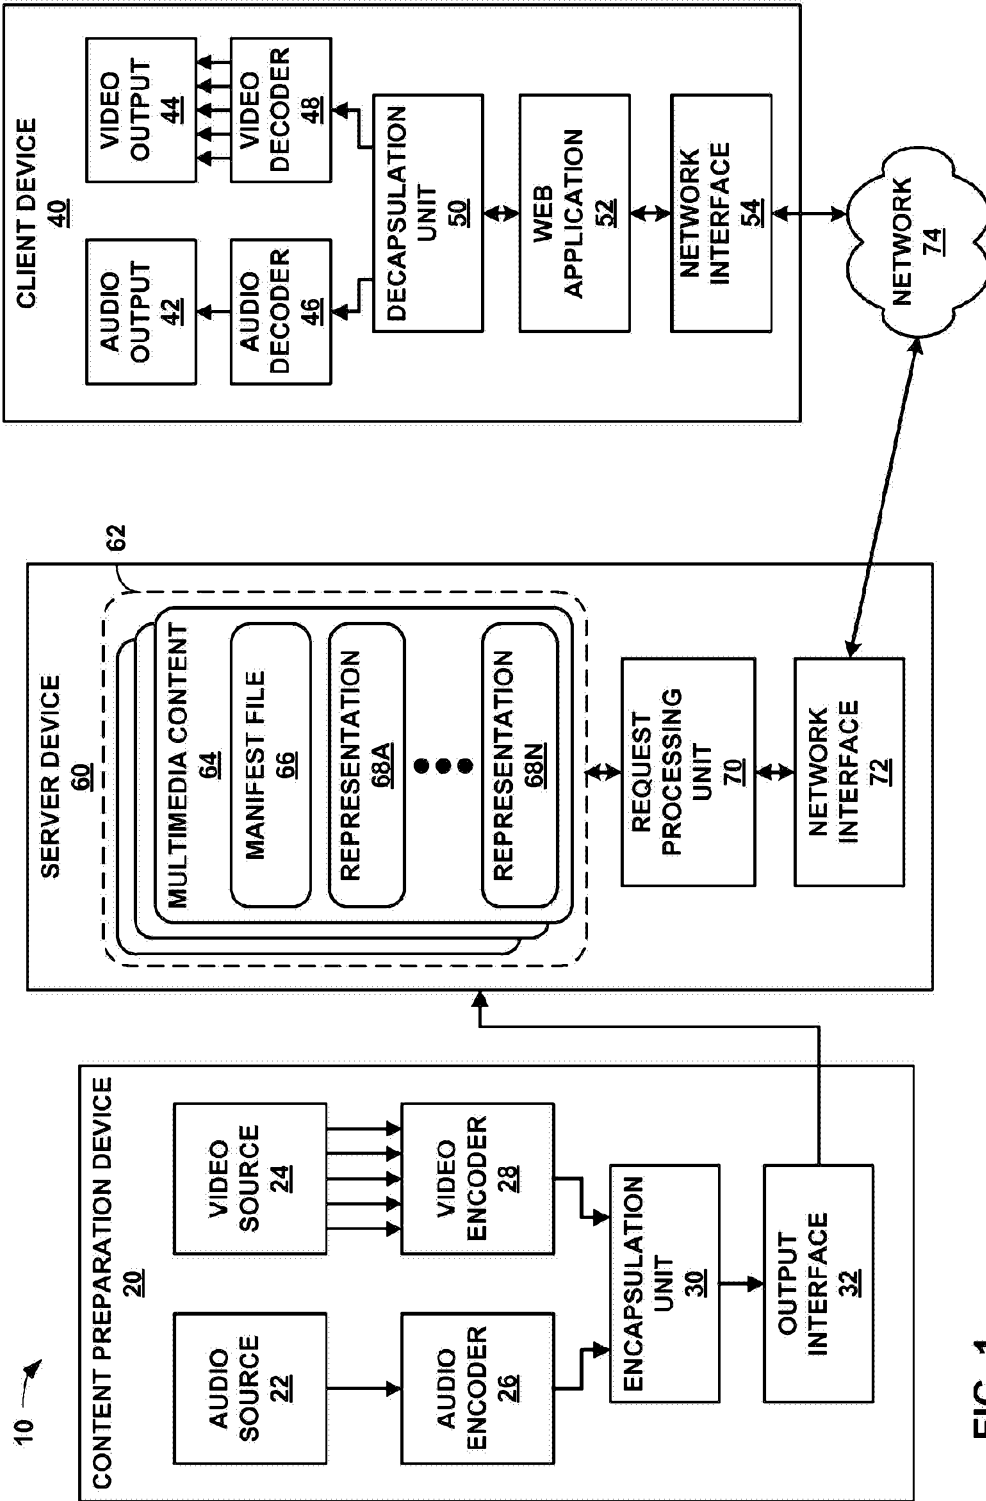 10
CONTENT PREPARATION DEVICE
20
AUDIO
SOURCE
22
VIDEO
SOURCE
24
AUDIO
ENCODER
26
VIDEO
ENCODER
28
ENCAPSULATION
UNIT
30
OUTPUT
INTERFACE
32
SERVER DEVICE
60
62
MULTIMEDIA CONTENT
64
MANIFEST FILE
66
REPRESENTATION
68A
REPRESENTATION
68N
REQUEST
PROCESSING
UNIT
70
NETWORK
INTERFACE
72
CLIENT DEVICE
40
AUDIO
OUTPUT
42
VIDEO
OUTPUT
44
AUDIO
DECODER
46
VIDEO
DECODER
48
DECAPSULATION
UNIT
50
WEB
APPLICATION
52
NETWORK
INTERFACE
54
NETWORK
74
FIG. 1